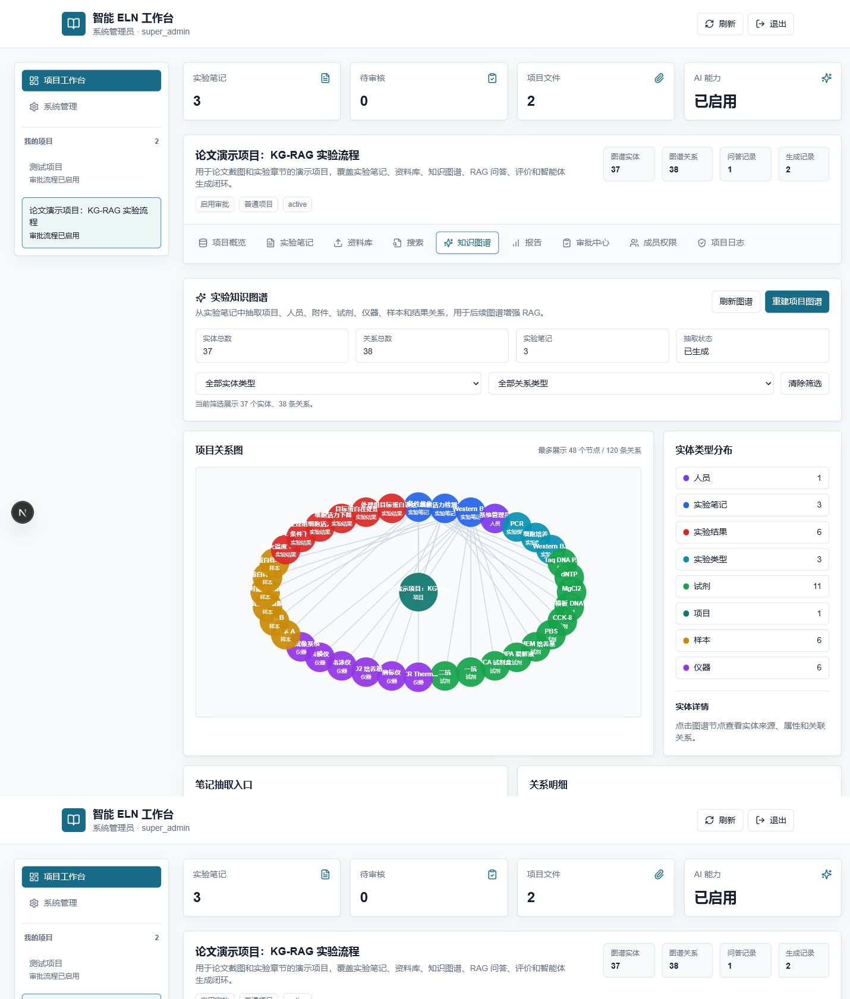 智能 ELN 工作台
系统管理员 · super_admin
刷新
退出
项目工作台
系统管理
我的项目
2
测试项目
审批流程已启用
论文演示项目：KG-RAG 实验流
程
审批流程已启用
实验笔记
3
待审核
0
项目文件
2
AI 能力
已启用
论文演示项目：KG-RAG 实验流程
用于论文截图和实验章节的演示项目，覆盖实验笔记、资料库、知识图谱、RAG 问答、评价和智能体
生成闭环。
启用审批
普通项目
active
图谱实体
37
图谱关系
38
问答记录
1
生成记录
2
项目概览
实验笔记
资料库
搜索
知识图谱
报告
审批中心
成员权限
项目日志
实验知识图谱
从实验笔记中抽取项目、人员、附件、试剂、仪器、样本和结果关系，用于后续图谱增强 RAG。
刷新图谱
重建项目图谱
实体总数
37
关系总数
38
实验笔记
3
抽取状态
已生成
全部实体类型
全部关系类型
清除筛选
当前筛选展示 37 个实体、38 条关系。
项目关系图
最多展示 48 个节点 / 120 条关系
处理组目标蛋白
实验结果
实验笔记
细胞活力检测
实验笔记
Western B
实验笔记
系统管理员
人员
PCR
细胞培养
Western B.
Taq DNA P.
dNTP
MgCl2
模板 DNA
CCK-8
PBS
培养基
试剂
裂解液
试剂
CA 试剂盒
试剂
一抗
试剂
二抗
试剂
R Therm...
仪器
酶标仪
仪器
O2 培养箱
仪器
电泳仪
仪器
转膜仪
仪器
成像系统
仪器
A
样本
B
样本
样本
样本
样本
样本
火温度
实验结果
条件下
实验结果
细胞活
实验结果
细胞活力下降
实验结果
目标蛋白在处理
实验结果
演示项目：KG-RA...
项目
实体类型分布
人员
1
实验笔记
3
实验结果
6
实验类型
3
试剂
11
项目
1
样本
6
仪器
6
实体详情
点击图谱节点查看实体来源、属性和关联
关系。
N
笔记抽取入口
关系明细
智能 ELN 工作台
系统管理员 · super_admin
刷新
退出
项目工作台
系统管理
我的项目
2
测试项目
审批流程已启用
实验笔记
3
待审核
0
项目文件
2
AI 能力
已启用
论文演示项目：KG-RAG 实验流程
用于论文截图和实验章节的演示项目，覆盖实验笔记、资料库、知识图谱、RAG 问答、评价和智能体
生成闭环。
图谱实体
37
图谱关系
38
问答记录
1
生成记录
2